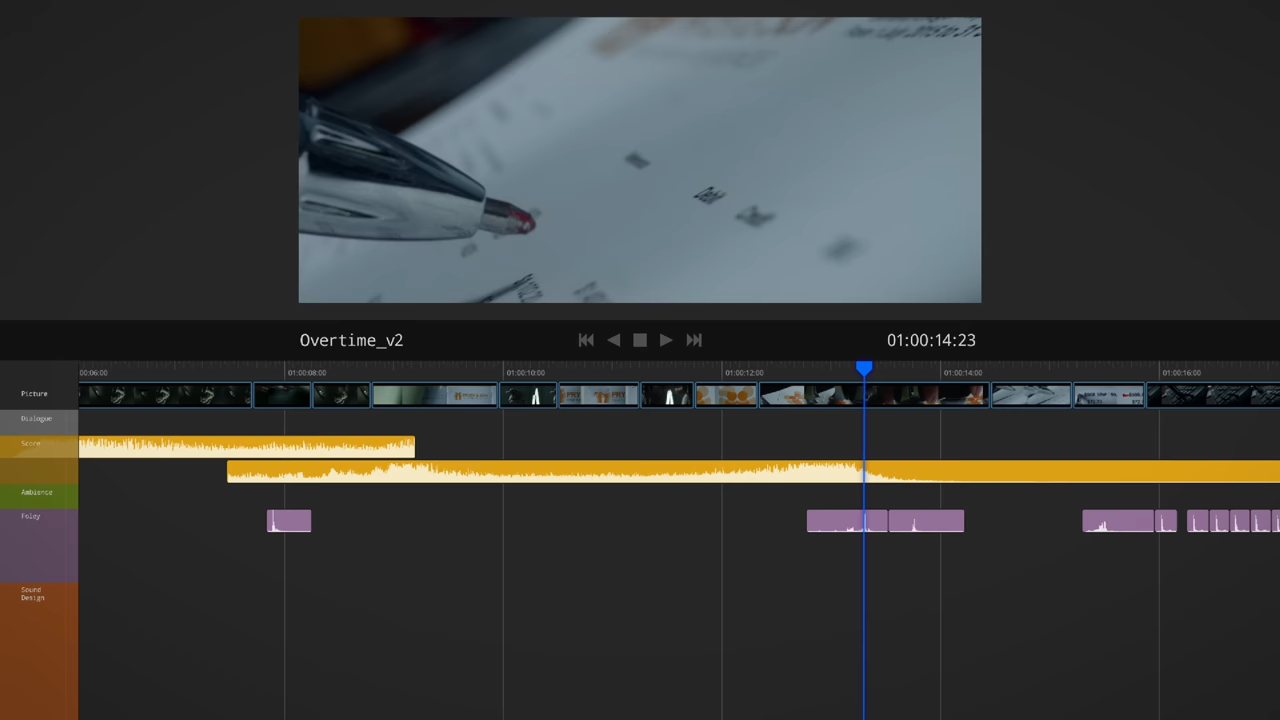 Overtime_v2
01:00:14:23
00:06:00
01:00:08:00
01:00:10:00
01:00:12:00
01:00:14:00
01:00:16:00
Picture
Dialogue
Score
Ambience
Foley
Sound
Design